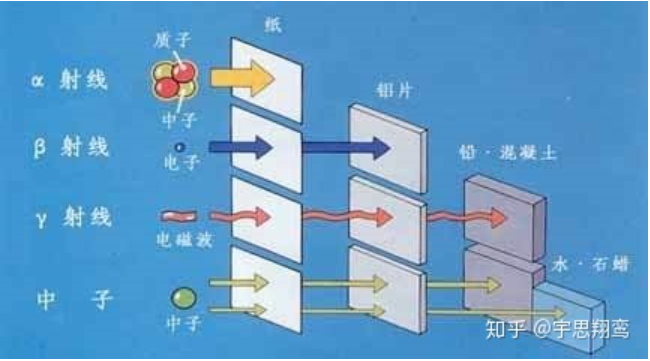 纸
质子
α 射线
铝片
中子
β 射线
电子
铅·混凝土
γ 射线
电磁波
水·石蜡
中 子
中子
知乎 @宇思翔鸾